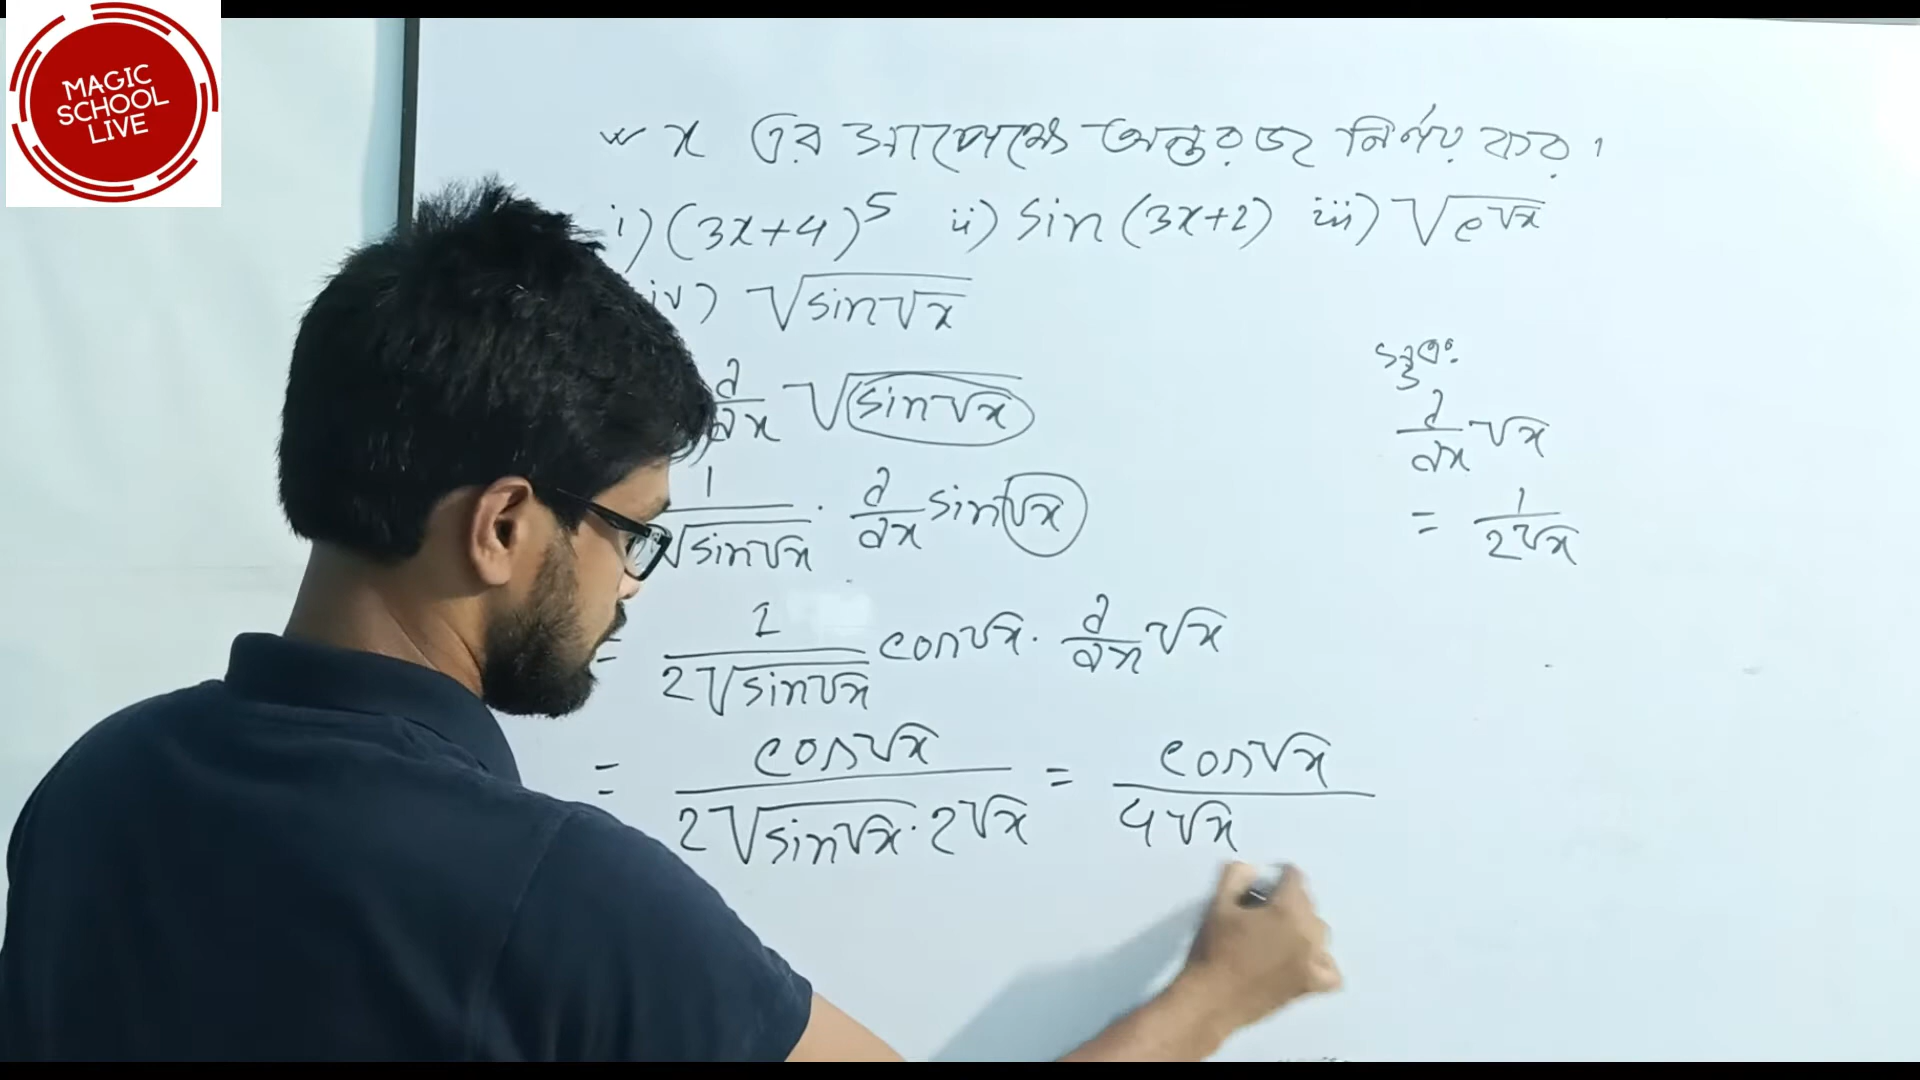 MAGIC
SCHOOL
LIVE
x এর সাপেক্ষে অন্তরজ নির্ণয় কর।
i) (3x+4)^5 ii) sin(3x+2) iii) √(e^√x)
iv) √(sin√x)
d/dx √(sin√x)
1/√(sin√x) · d/dx sin√x
= 1/(2√(sin√x)) cos√x · d/dx √x
= cos√x/(2√(sin√x) · 2√x) = cos√x/(4√x)
সূত্রঃ
d/dx √x
= 1/(2√x)